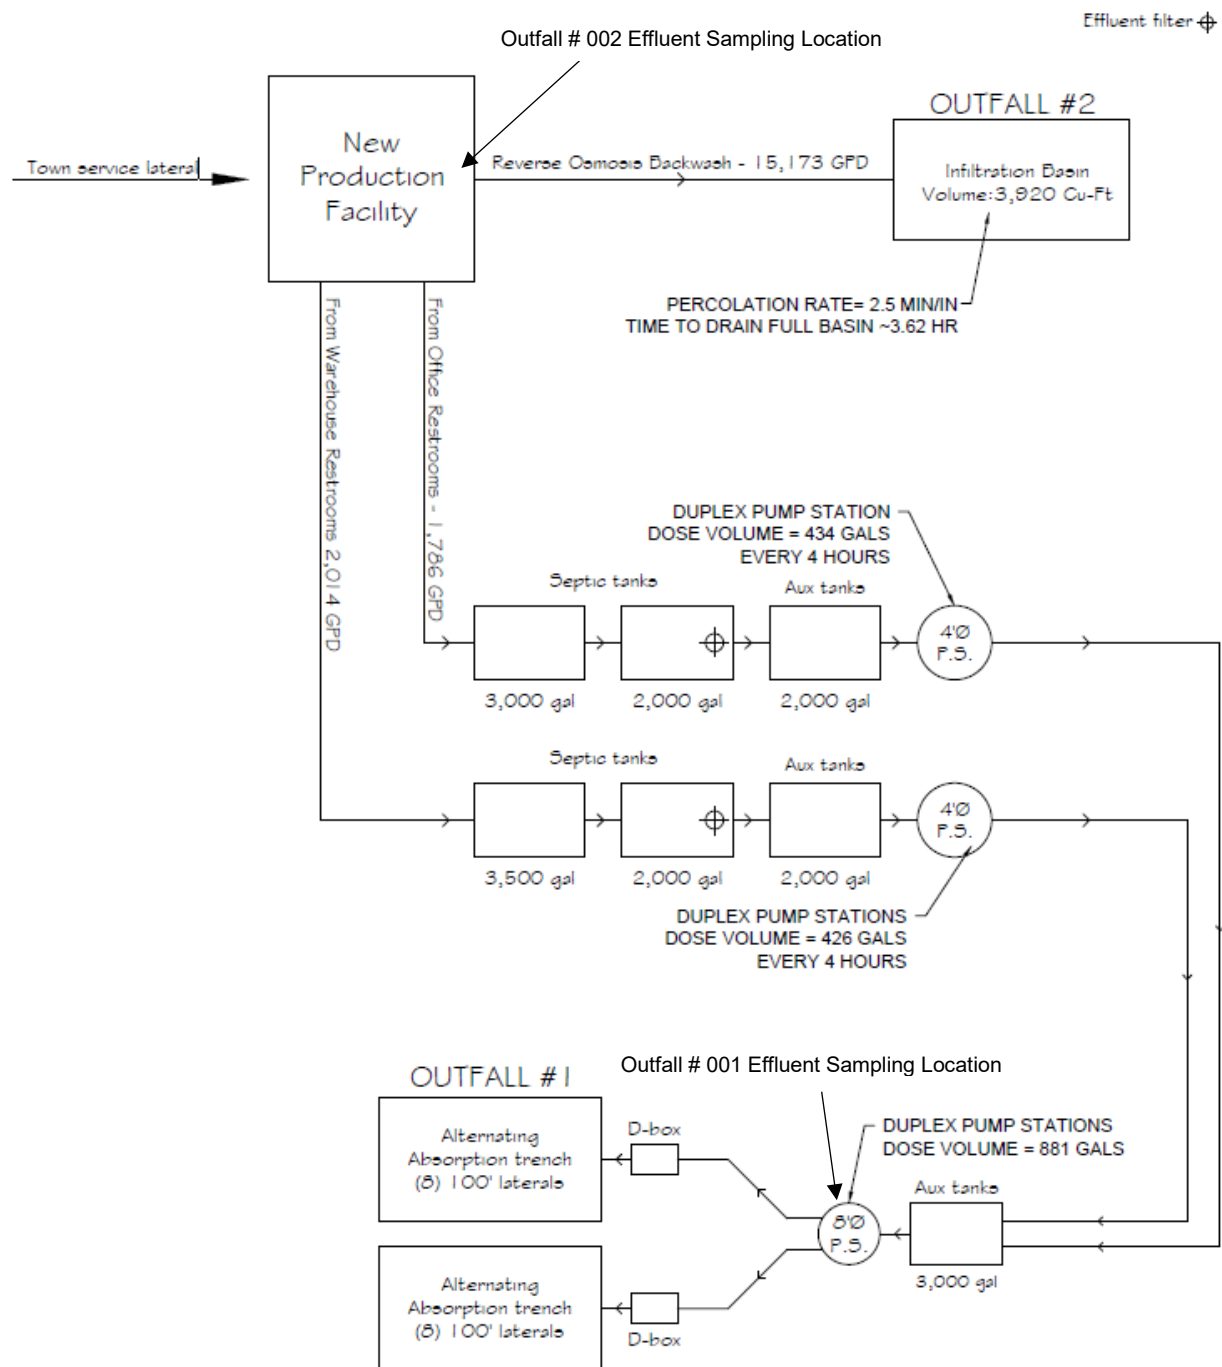 Effluent filter
Outfall # 002 Effluent Sampling Location
OUTFALL #2
New
Production
Facility
Town service lateral
Reverse Osmosis Backwash - 15,173 GPD
Infiltration Basin
Volume:3,920 Cu-Ft
PERCOLATION RATE= 2.5 MIN/IN
TIME TO DRAIN FULL BASIN ~3.62 HR
From Warehouse Restrooms 2,014 GPD
From Office Restrooms - 1,786 GPD
DUPLEX PUMP STATION
DOSE VOLUME = 434 GALS
EVERY 4 HOURS
Septic tanks
Aux tanks
4'Ø
P.S.
3,000 gal
2,000 gal
2,000 gal
Septic tanks
Aux tanks
4'Ø
P.S.
3,500 gal
2,000 gal
2,000 gal
DUPLEX PUMP STATIONS
DOSE VOLUME = 426 GALS
EVERY 4 HOURS
Outfall # 001 Effluent Sampling Location
OUTFALL #1
DUPLEX PUMP STATIONS
DOSE VOLUME = 881 GALS
D-box
Alternating
Absorption trench
(8) 100' laterals
Aux tanks
8'Ø
P.S.
3,000 gal
Alternating
Absorption trench
(8) 100' laterals
D-box